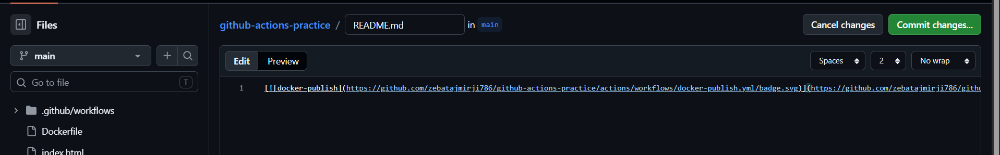 Files
github-actions-practice / README.md in main
Cancel changes
Commit changes...
main
Go to file
T
.github/workflows
Dockerfile
index.html
Edit
Preview
Spaces
2
No wrap
1 [![docker-publish](https://github.com/zebatajmirji786/github-actions-practice/actions/workflows/docker-publish.yml/badge.svg)](https://github.com/zebatajmirji786/githu